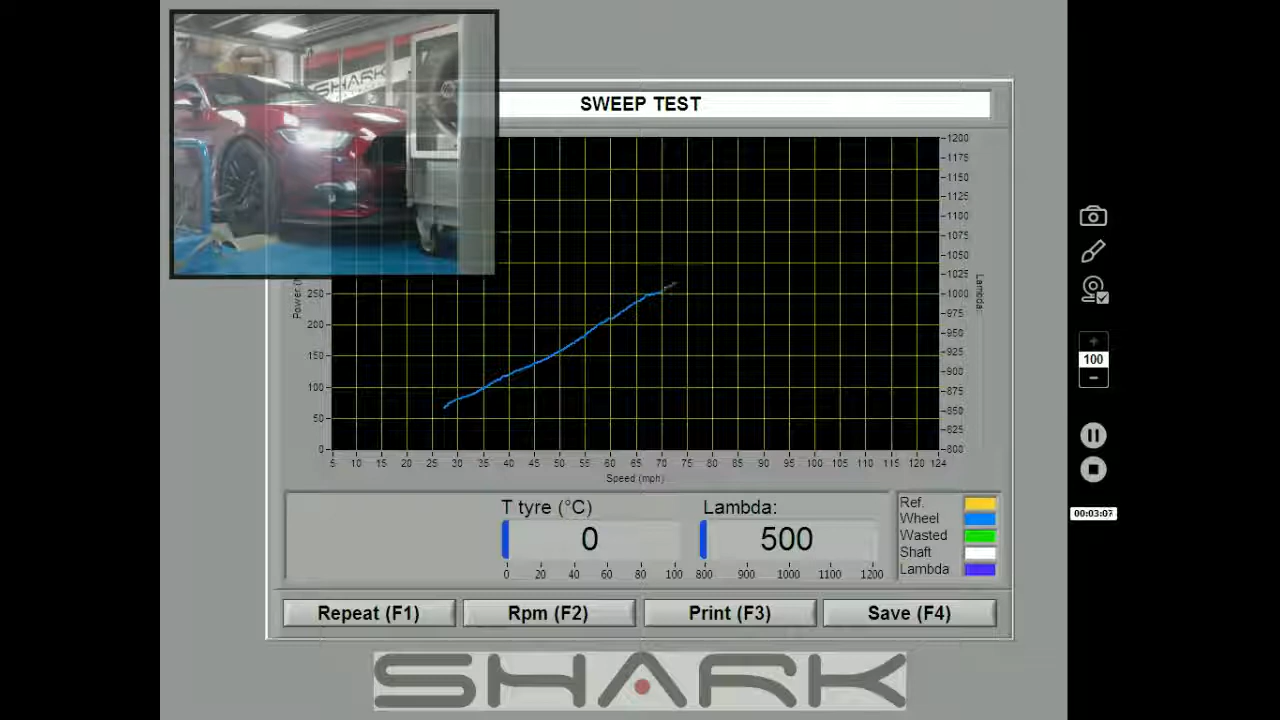 SHARK
SWEEP TEST
1200
1175
1150
1125
1100
1075
1050
1025
1000
975
950
925
900
875
850
825
800
Lambda:
Power (
250
200
150
100
50
0
5 10 15 20 25 30 35 40 45 50 55 60 65 70 75 80 85 90 95 100 105 110 115 120 124
Speed (mph)
T tyre (°C)
0
0 20 40 60 80 100
Lambda:
500
800 900 1000 1100 1200
Ref.
Wheel
Wasted
Shaft
Lambda
Repeat (F1) Rpm (F2) Print (F3) Save (F4)
SHARK
+
100
−
00:03:07